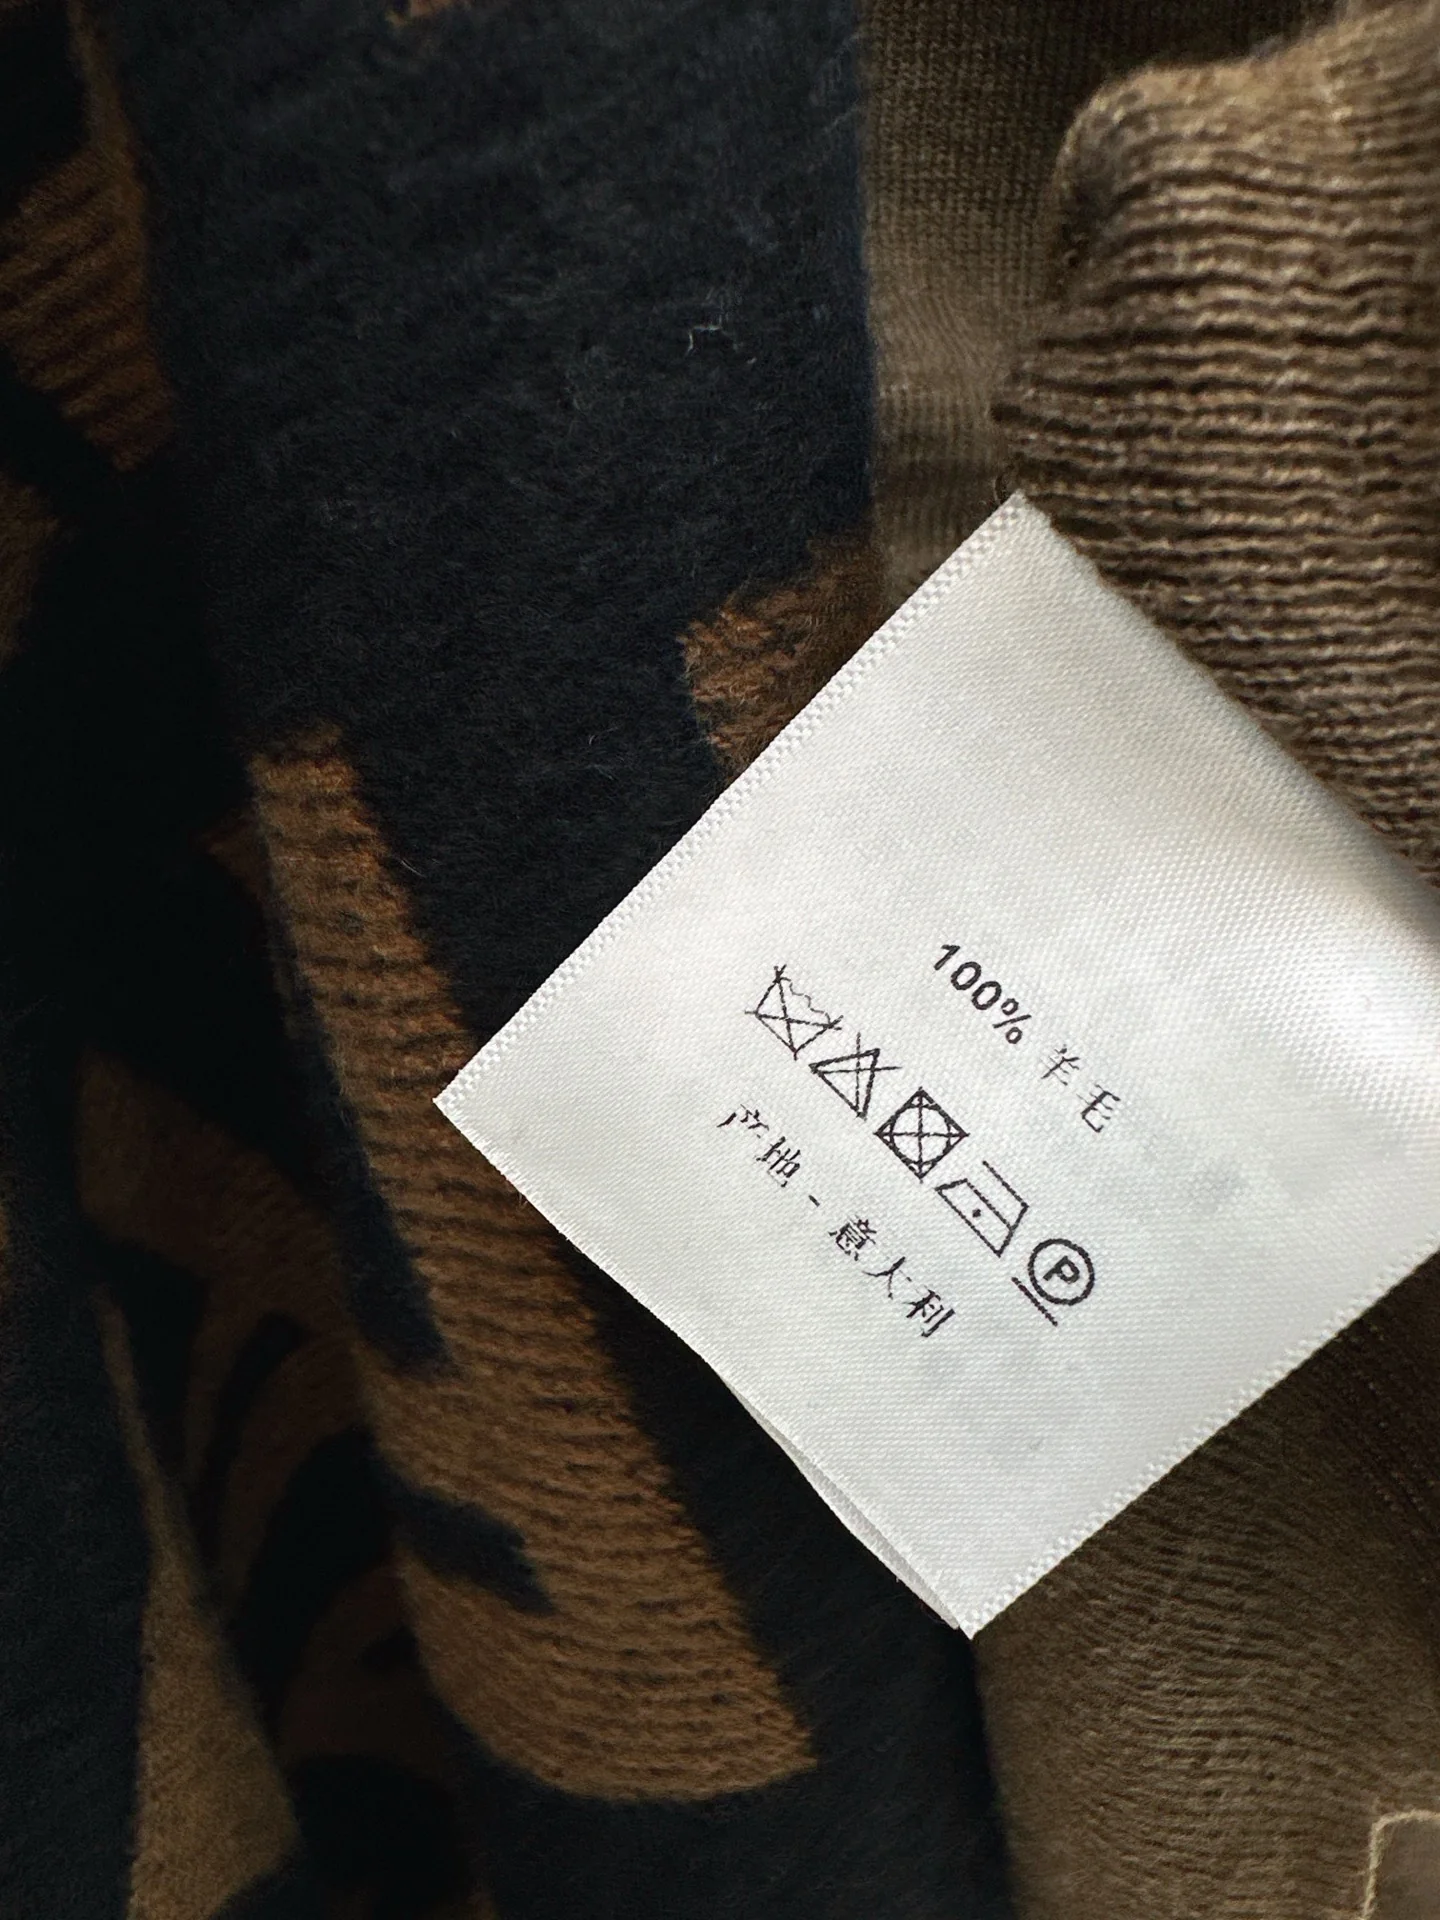 100% 羊毛
P
产地 - 意大利